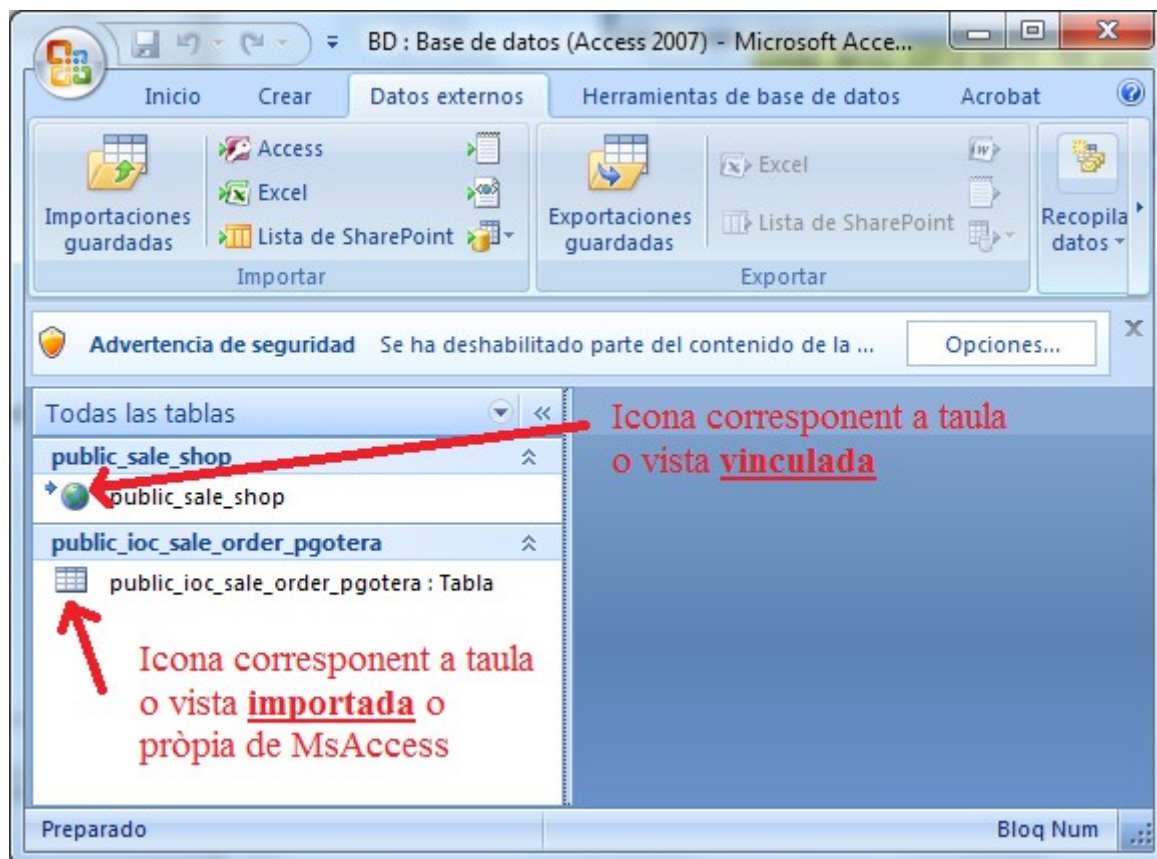 BD : Base de datos (Access 2007) - Microsoft Acce...
Inicio Crear Datos externos Herramientas de base de datos Acrobat
Importaciones guardadas
Access
Excel
Lista de SharePoint
Importar
Exportaciones guardadas
Excel
Lista de SharePoint
Exportar
Recopila datos
Advertencia de seguridad Se ha deshabilitado parte del contenido de la ... Opciones...
Todas las tablas
public_sale_shop
public_sale_shop
public_ioc_sale_order_pgotera
public_ioc_sale_order_pgotera : Tabla
Icona corresponent a taula
o vista vinculada
Icona corresponent a taula
o vista importada o
pròpia de MsAccess
Preparado Bloq Num